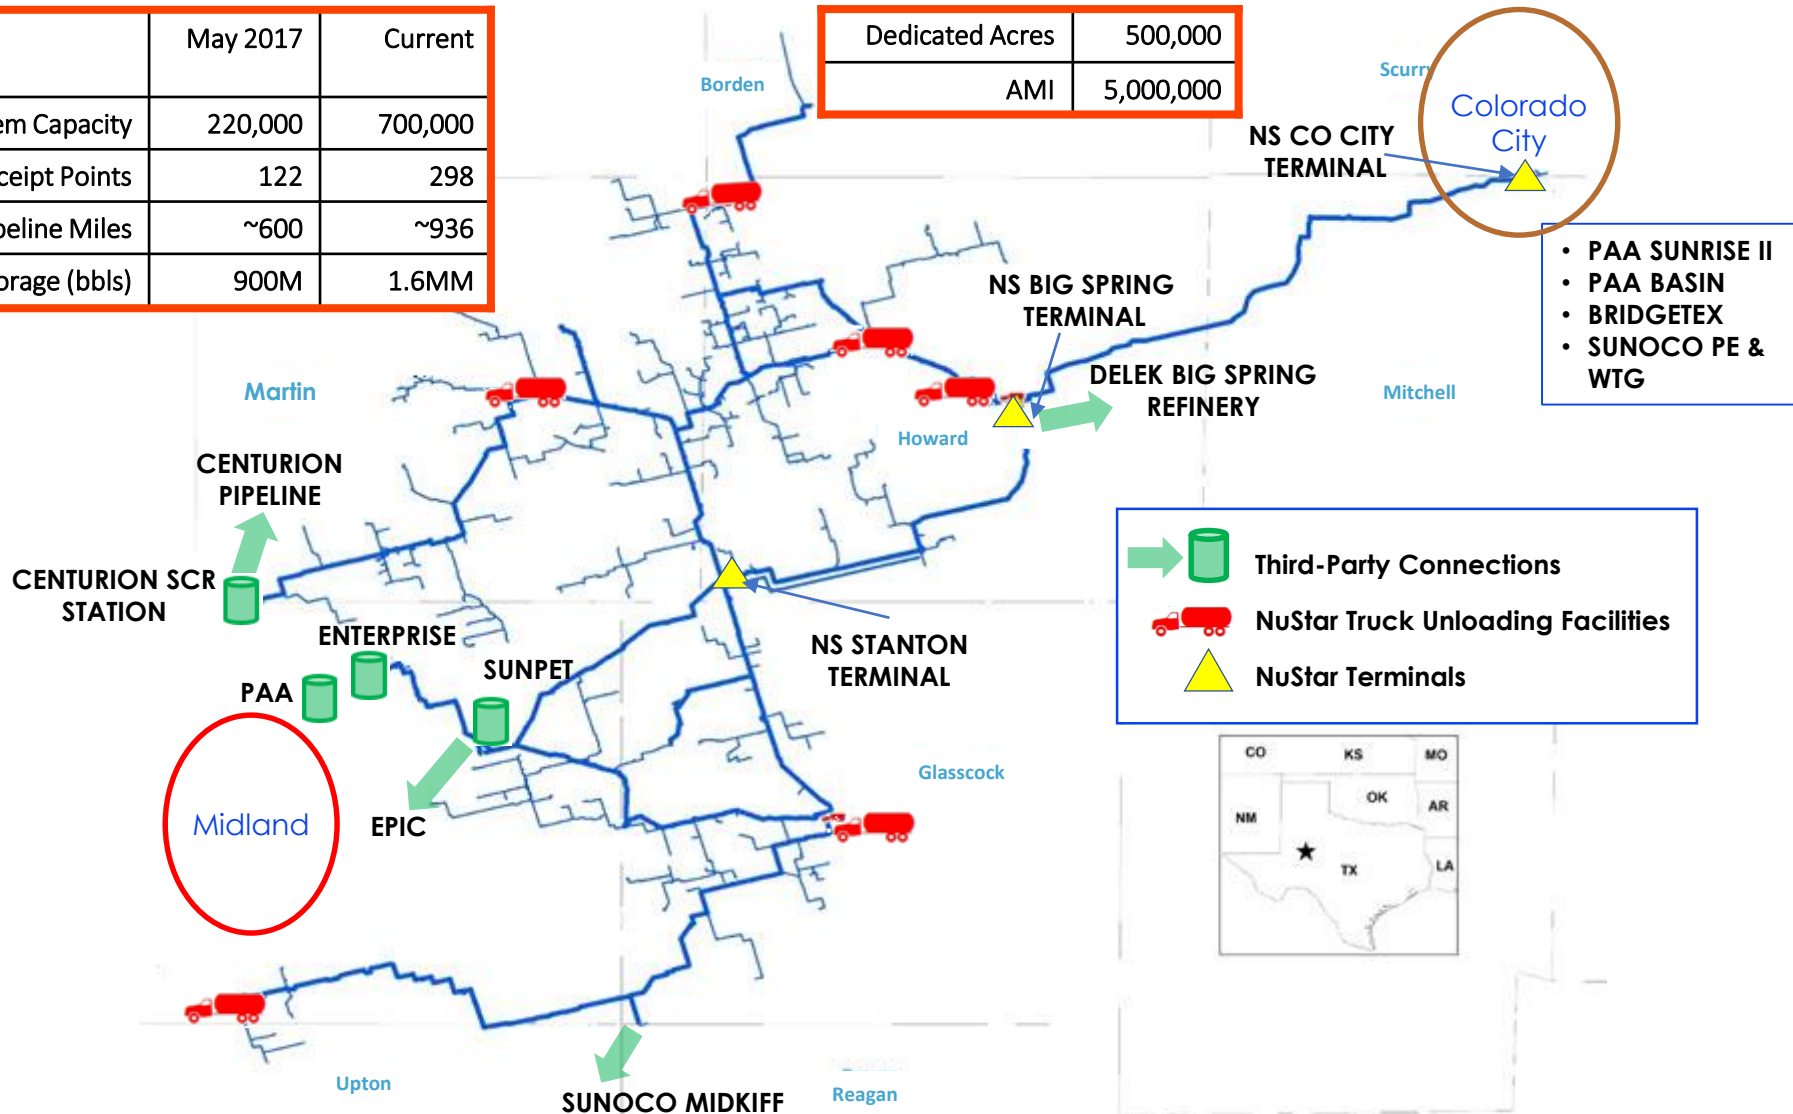 May 2017 Current
em Capacity 220,000 700,000
ceipt Points 122 298
peline Miles ~600 ~936
orage (bbls) 900M 1.6MM
Dedicated Acres 500,000
AMI 5,000,000
Borden
Scurry
Colorado
City
NS CO CITY
TERMINAL
• PAA SUNRISE II
• PAA BASIN
• BRIDGETEX
• SUNOCO PE &
WTG
NS BIG SPRING
TERMINAL
DELEK BIG SPRING
REFINERY
Mitchell
Martin
Howard
CENTURION
PIPELINE
CENTURION SCR
STATION
ENTERPRISE
SUNPET
PAA
NS STANTON
TERMINAL
Third-Party Connections
NuStar Truck Unloading Facilities
NuStar Terminals
Midland
EPIC
Glasscock
CO KS MO
OK
NM AR
TX LA
Upton
SUNOCO MIDKIFF
Reagan